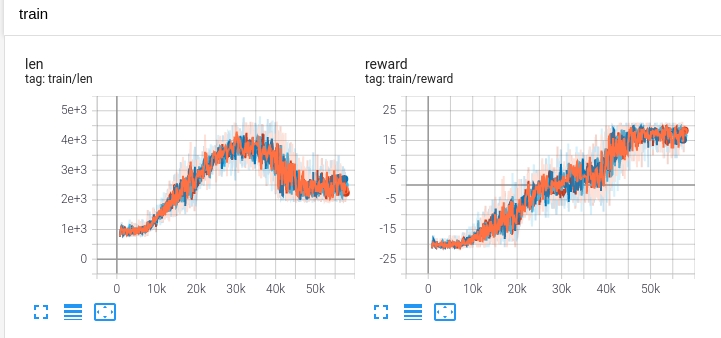 train
len
tag: train/len
5e+3
4e+3
3e+3
2e+3
1e+3
0
0 10k 20k 30k 40k 50k
reward
tag: train/reward
25
15
5
-5
-15
-25
0 10k 20k 30k 40k 50k